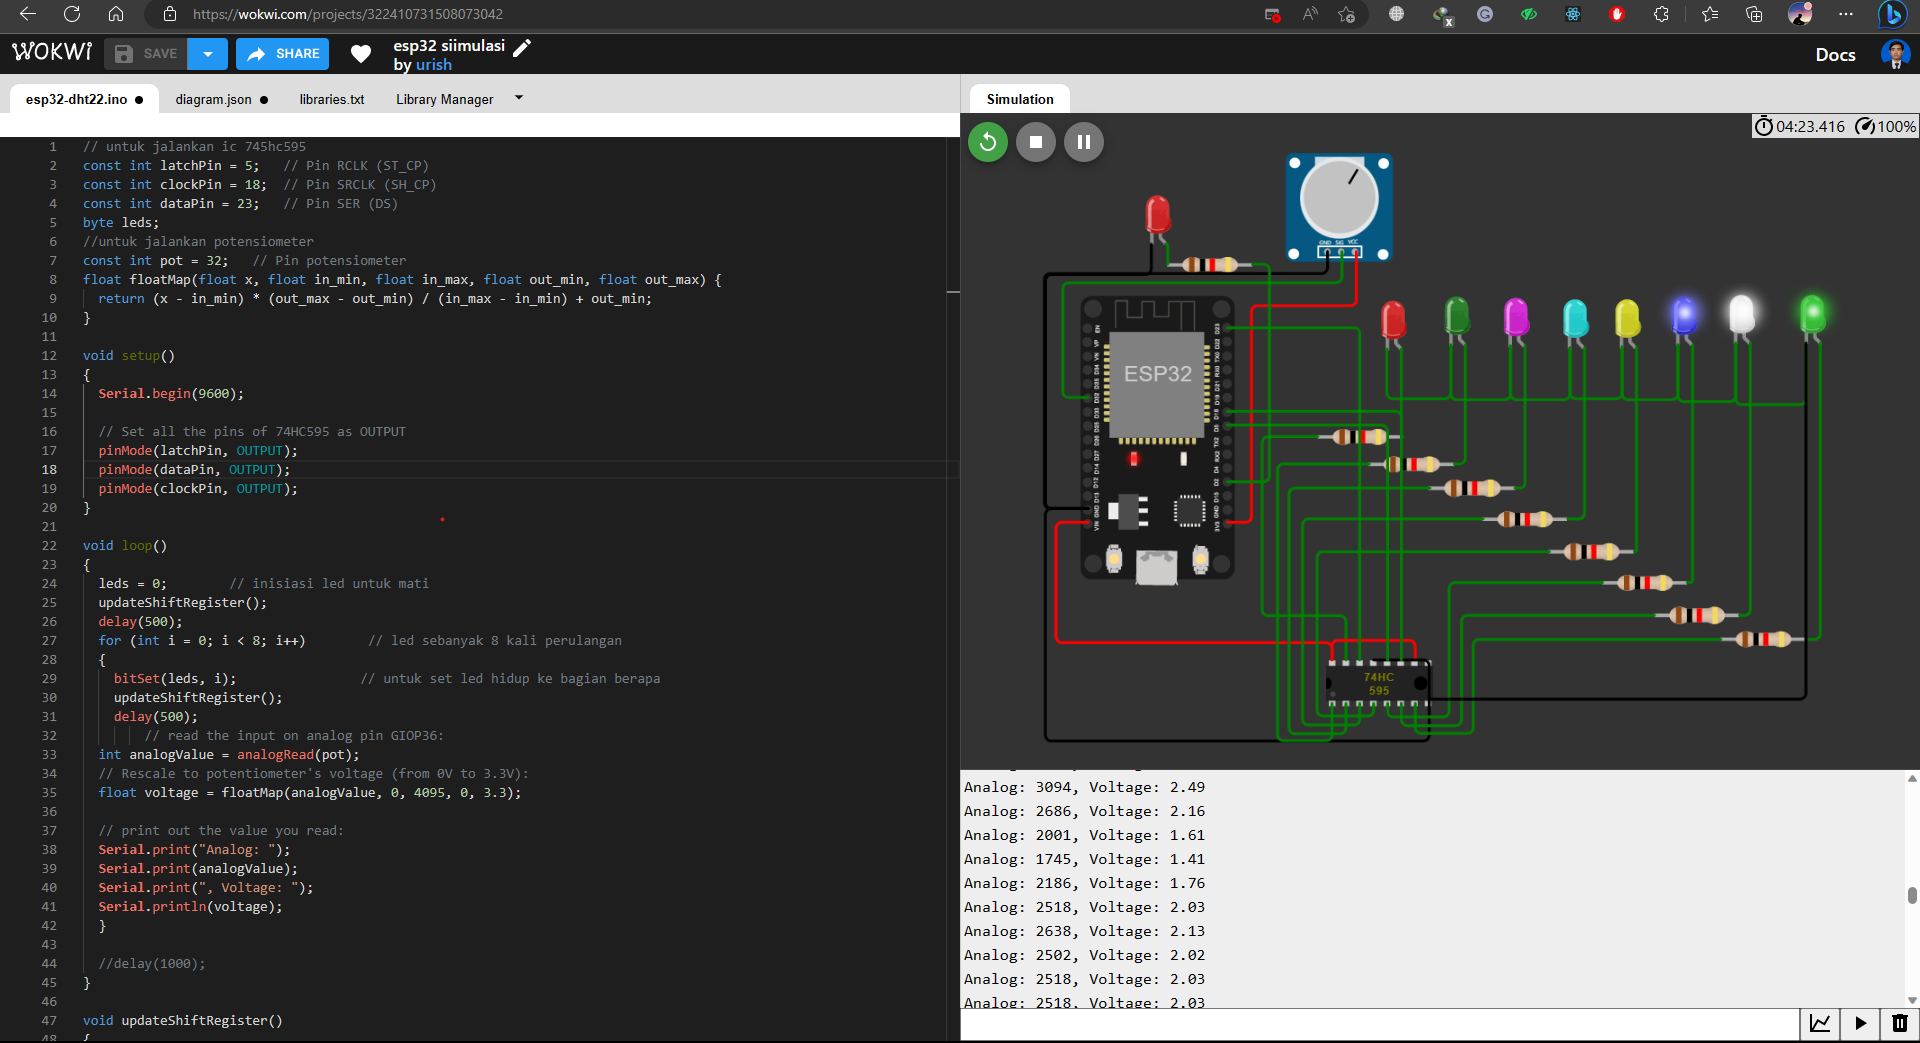 https://wokwi.com/projects/322410731508073042
WOKWI
SAVE
SHARE
esp32 siimulasi
by urish
Docs
esp32-dht22.ino ●
diagram.json ●
libraries.txt
Library Manager
Simulation
04:23.416
100%
1 // untuk jalankan ic 745hc595
2 const int latchPin = 5; // Pin RCLK (ST_CP)
3 const int clockPin = 18; // Pin SRCLK (SH_CP)
4 const int dataPin = 23; // Pin SER (DS)
5 byte leds;
6 //untuk jalankan potensiometer
7 const int pot = 32; // Pin potensiometer
8 float floatMap(float x, float in_min, float in_max, float out_min, float out_max) {
9 return (x - in_min) * (out_max - out_min) / (in_max - in_min) + out_min;
10 }
11
12 void setup()
13 {
14 Serial.begin(9600);
15
16 // Set all the pins of 74HC595 as OUTPUT
17 pinMode(latchPin, OUTPUT);
18 pinMode(dataPin, OUTPUT);
19 pinMode(clockPin, OUTPUT);
20 }
21
22 void loop()
23 {
24 leds = 0; // inisiasi led untuk mati
25 updateShiftRegister();
26 delay(500);
27 for (int i = 0; i < 8; i++) // led sebanyak 8 kali perulangan
28 {
29 bitSet(leds, i); // untuk set led hidup ke bagian berapa
30 updateShiftRegister();
31 delay(500);
32 // read the input on analog pin GIOP36:
33 int analogValue = analogRead(pot);
34 // Rescale to potentiometer's voltage (from 0V to 3.3V):
35 float voltage = floatMap(analogValue, 0, 4095, 0, 3.3);
36
37 // print out the value you read:
38 Serial.print("Analog: ");
39 Serial.print(analogValue);
40 Serial.print(", Voltage: ");
41 Serial.println(voltage);
42 }
43
44 //delay(1000);
45 }
46
47 void updateShiftRegister()
48 {
GND SIG VCC
ESP32
74HC
595
Analog: 3094, Voltage: 2.49
Analog: 2686, Voltage: 2.16
Analog: 2001, Voltage: 1.61
Analog: 1745, Voltage: 1.41
Analog: 2186, Voltage: 1.76
Analog: 2518, Voltage: 2.03
Analog: 2638, Voltage: 2.13
Analog: 2502, Voltage: 2.02
Analog: 2518, Voltage: 2.03
Analog: 2518, Voltage: 2.03